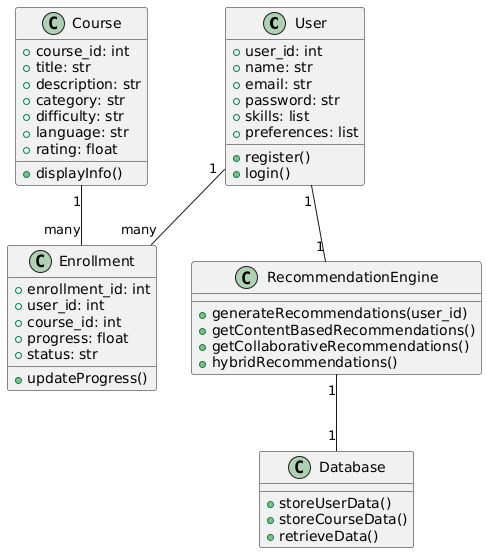 C Course
+ course_id: int
+ title: str
+ description: str
+ category: str
+ difficulty: str
+ language: str
+ rating: float
+ displayInfo()
C User
+ user_id: int
+ name: str
+ email: str
+ password: str
+ skills: list
+ preferences: list
+ register()
+ login()
1
many
1
many
1
1
C Enrollment
+ enrollment_id: int
+ user_id: int
+ course_id: int
+ progress: float
+ status: str
+ updateProgress()
C RecommendationEngine
+ generateRecommendations(user_id)
+ getContentBasedRecommendations()
+ getCollaborativeRecommendations()
+ hybridRecommendations()
1
1
C Database
+ storeUserData()
+ storeCourseData()
+ retrieveData()